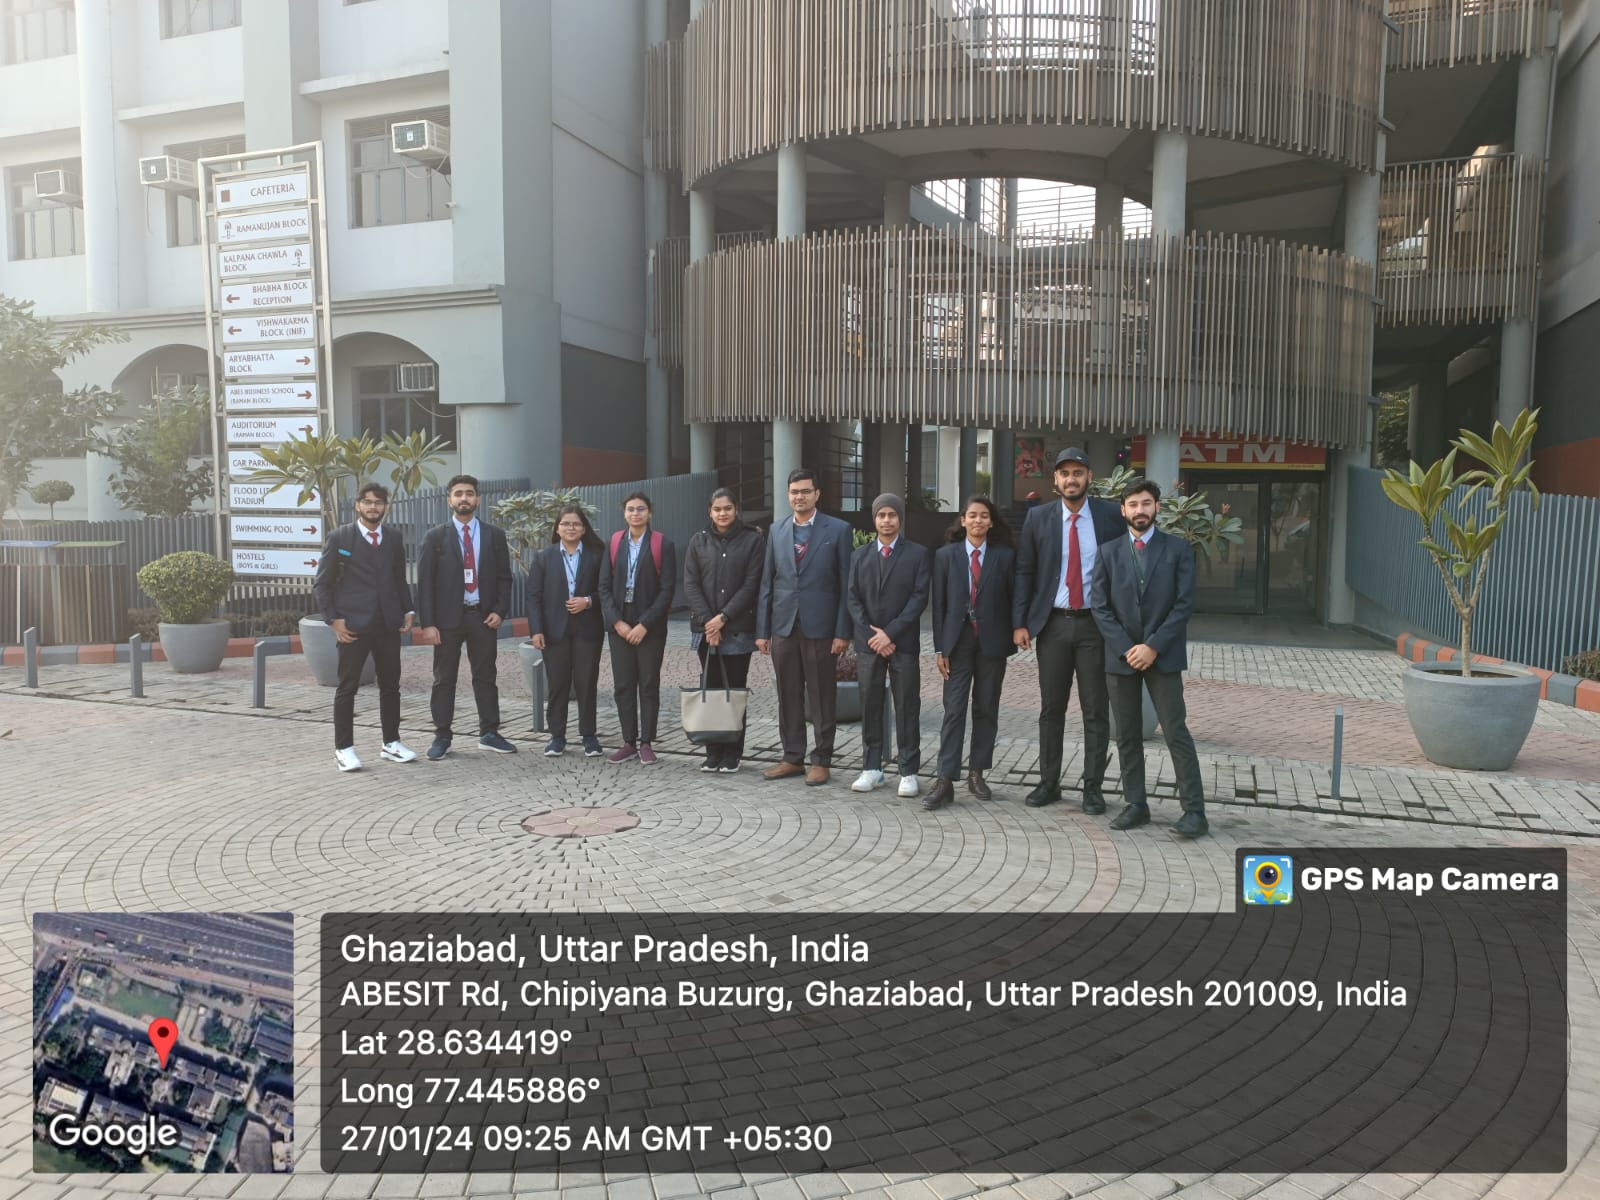 CAFETERIA
RAMANUJAN BLOCK
KALPANA CHAWLA
BLOCK
BHABHA BLOCK
RECEPTION
VISHWAKARMA
BLOCK (INIF)
ARYABHATTA
BLOCK
ABES BUSINESS SCHOOL
(RAMAN BLOCK)
AUDITORIUM
(RAMAN BLOCK)
CAR PARKIN
FLOOD LIT
STADIUM
SWIMMING POOL
HOSTELS
(BOYS & GIRLS)
ATM
GPS Map Camera
Ghaziabad, Uttar Pradesh, India
ABESIT Rd, Chipiyana Buzurg, Ghaziabad, Uttar Pradesh 201009, India
Lat 28.634419°
Long 77.445886°
27/01/24 09:25 AM GMT +05:30
Google